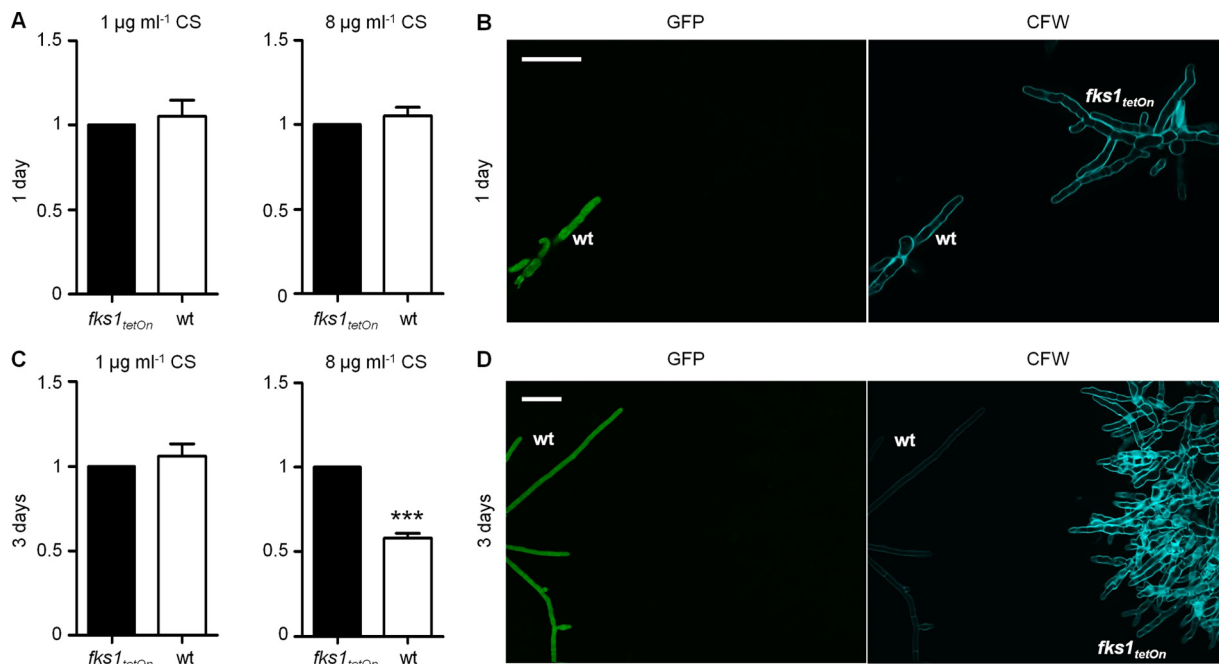 A
1 µg ml⁻¹ CS
8 µg ml⁻¹ CS
1 day
1.5
1
0.5
0
fks1tetOn
wt
1.5
1
0.5
0
fks1tetOn
wt
B
GFP
CFW
1 day
wt
wt
fks1tetOn
C
1 µg ml⁻¹ CS
8 µg ml⁻¹ CS
3 days
1.5
1
0.5
0
fks1tetOn
wt
1.5
1
0.5
0
***
fks1tetOn
wt
D
GFP
CFW
3 days
wt
wt
fks1tetOn